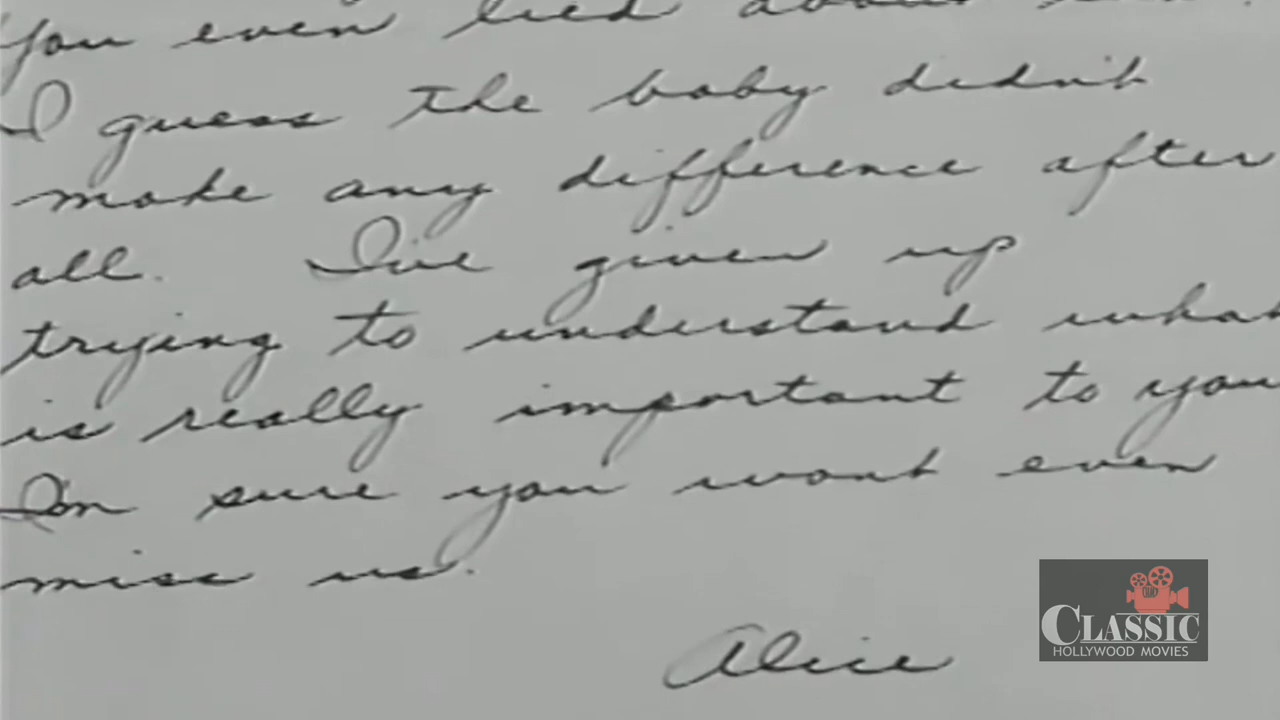 You even lied about
I guess the baby didn't
make any difference after
all. I've given up
trying to understand what
is really important to you
I'm sure you wont even
miss us.
Alice
CLASSIC
HOLLYWOOD MOVIES